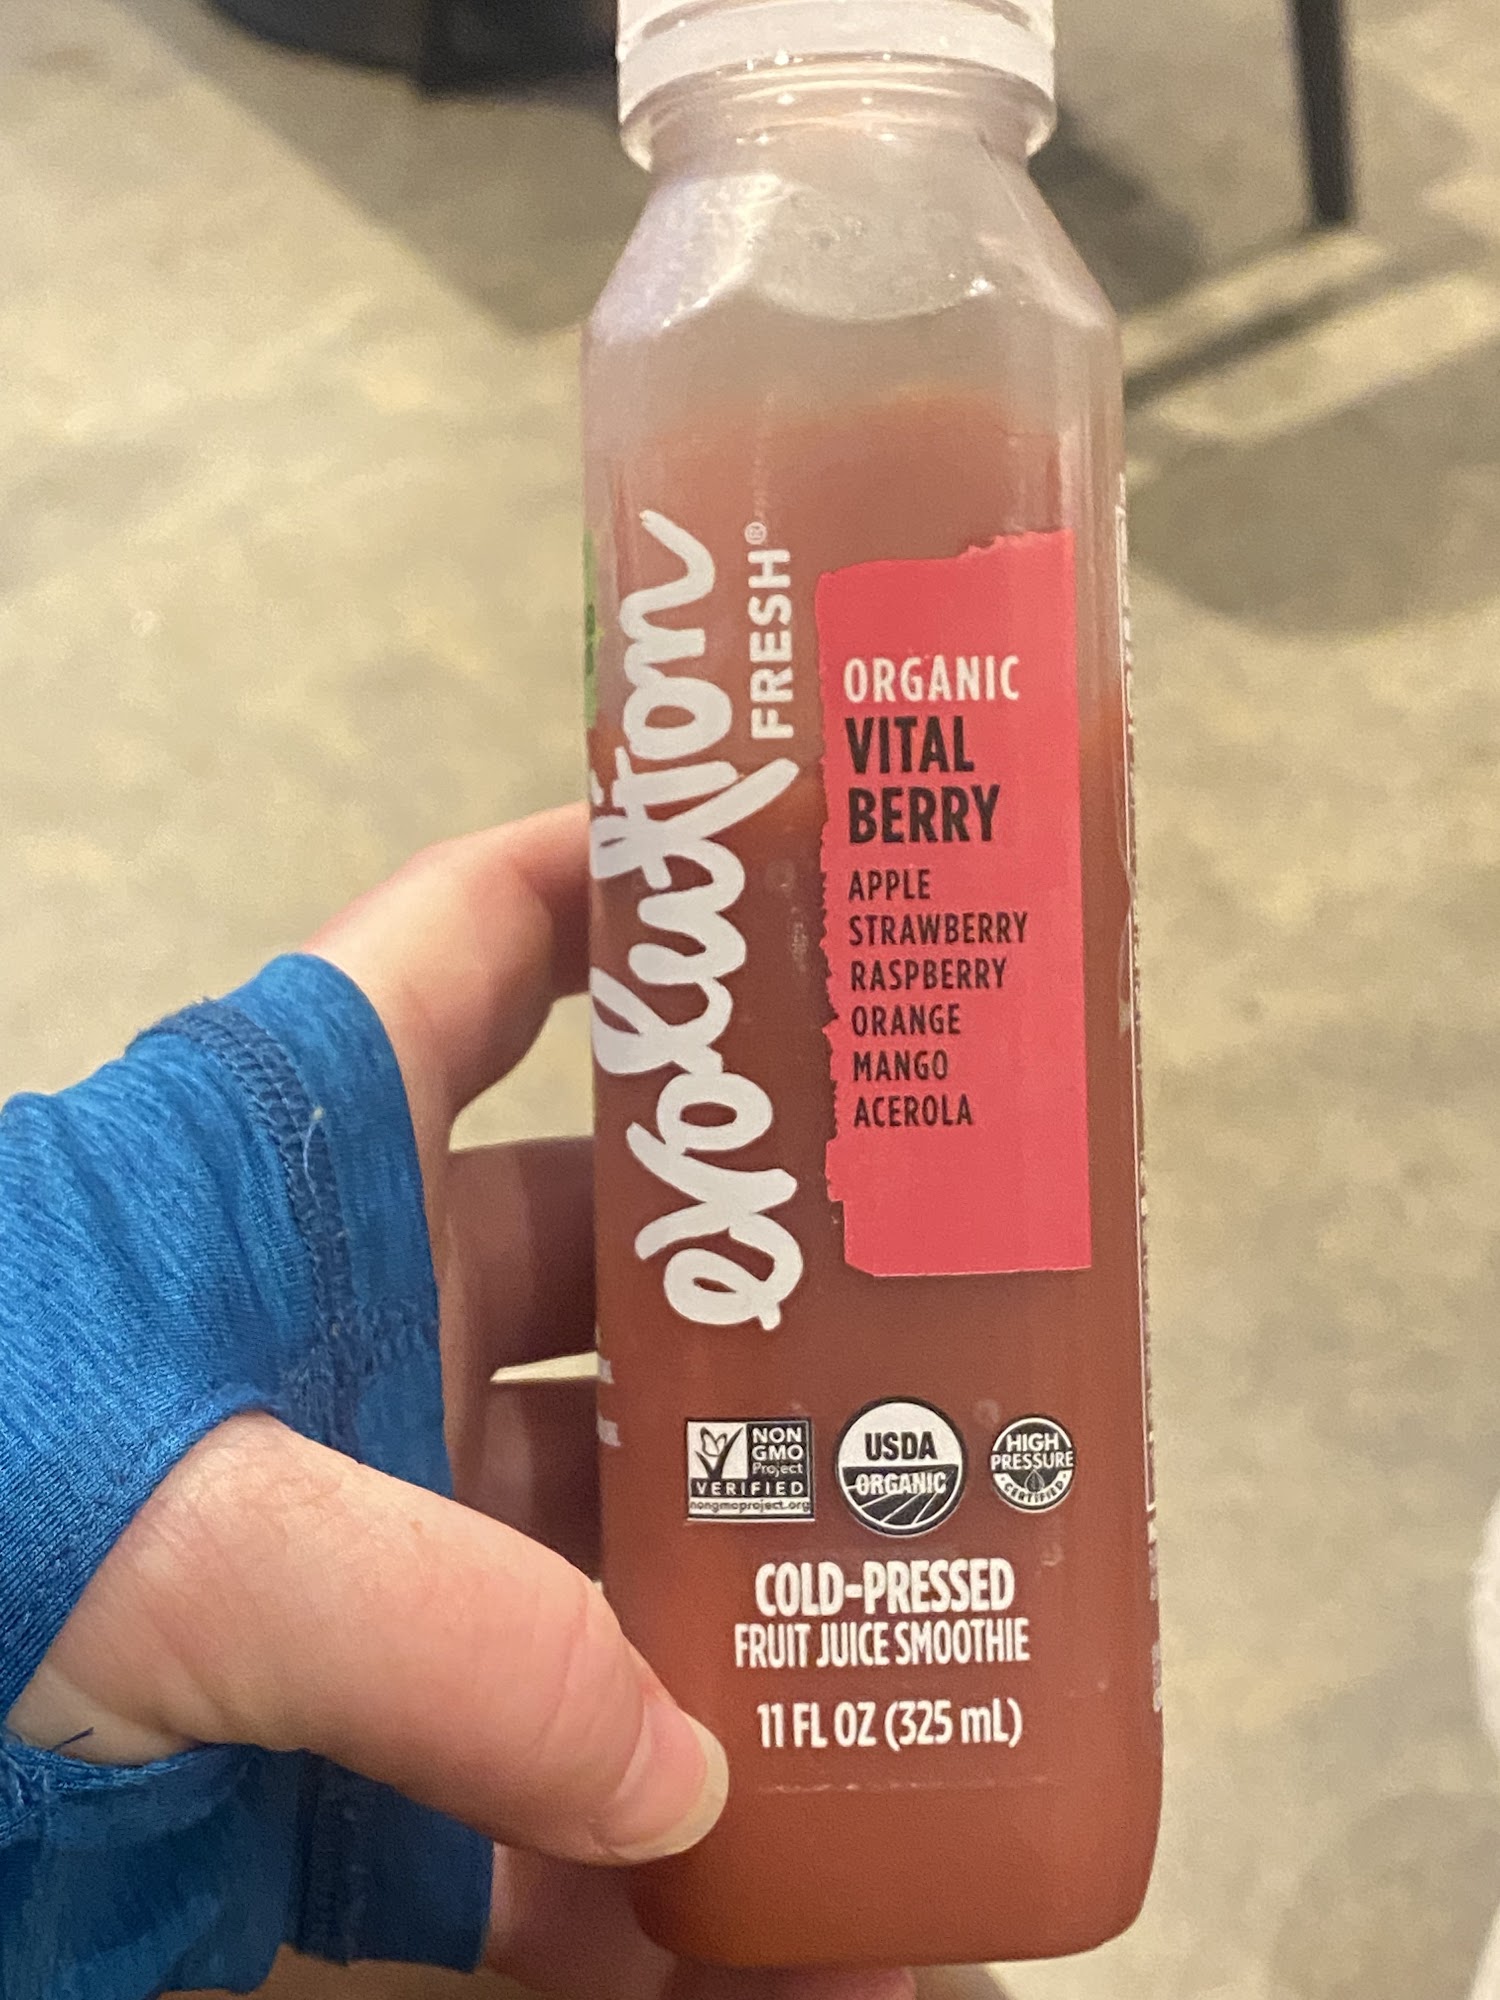 evolution
FRESH®
ORGANIC
VITAL
BERRY
APPLE
STRAWBERRY
RASPBERRY
ORANGE
MANGO
ACEROLA
NON
GMO
Project
VERIFIED
nongmoproject.org
USDA
ORGANIC
HIGH
PRESSURE
CERTIFIED
COLD-PRESSED
FRUIT JUICE SMOOTHIE
11 FL OZ (325 mL)